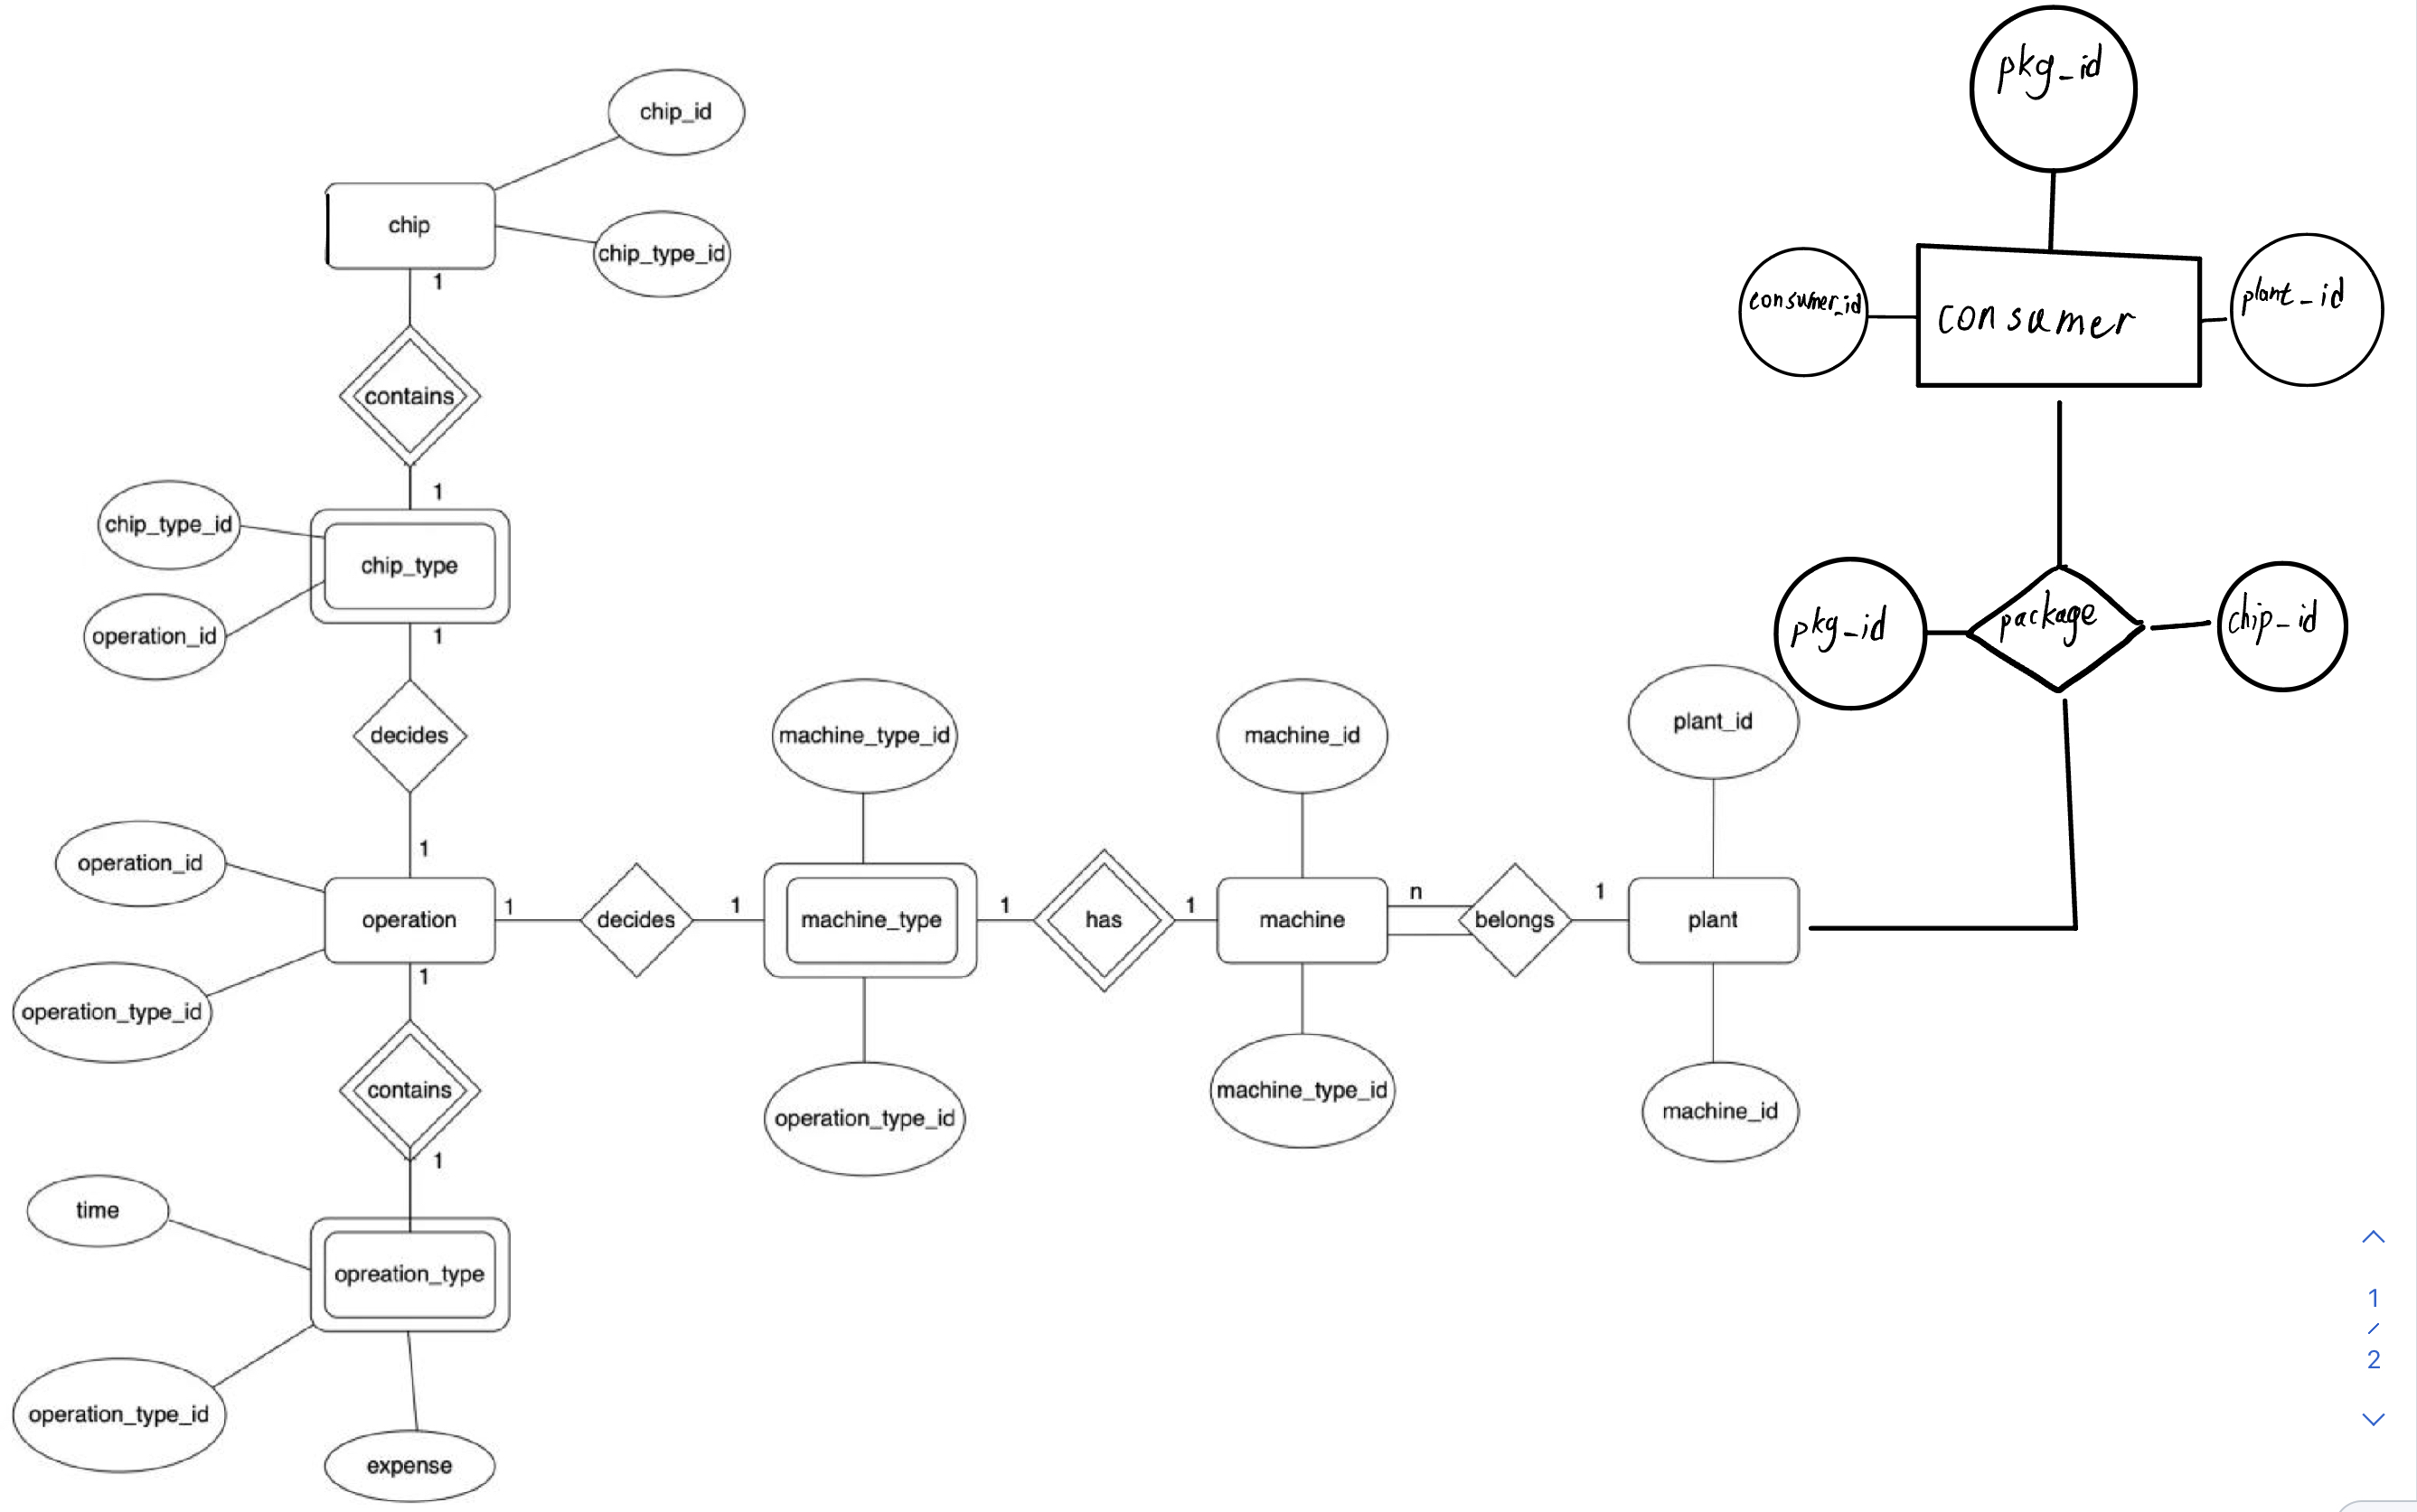 pkg_id
chip_id
chip
chip_type_id
1
contains
1
consumer_id
consumer
plant_id
chip_type_id
chip_type
operation_id
1
decides
1
pkg_id
package
chip_id
machine_type_id
machine_id
plant_id
operation_id
operation
1
decides
1
machine_type
1
has
1
machine
n
belongs
1
plant
operation_type_id
1
contains
1
operation_type_id
machine_type_id
machine_id
time
opreation_type
operation_type_id
expense
1
/
2